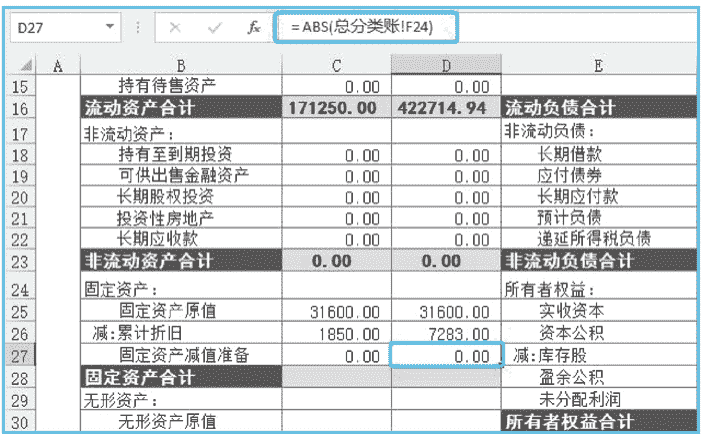 D27 fx =ABS(总分类账!F24)
A B C D E
15 持有待售资产 0.00 0.00
16 流动资产合计 171250.00 422714.94 流动负债合计
17 非流动资产: 非流动负债:
18 持有至到期投资 0.00 0.00 长期借款
19 可供出售金融资产 0.00 0.00 应付债券
20 长期股权投资 0.00 0.00 长期应付款
21 投资性房地产 0.00 0.00 预计负债
22 长期应收款 0.00 0.00 递延所得税负债
23 非流动资产合计 0.00 0.00 非流动负债合计
24 固定资产: 所有者权益:
25 固定资产原值 31600.00 31600.00 实收资本
26 减:累计折旧 1850.00 7283.00 资本公积
27 固定资产减值准备 0.00 0.00 减:库存股
28 固定资产合计 盈余公积
29 无形资产: 未分配利润
30 无形资产原值 所有者权益合计